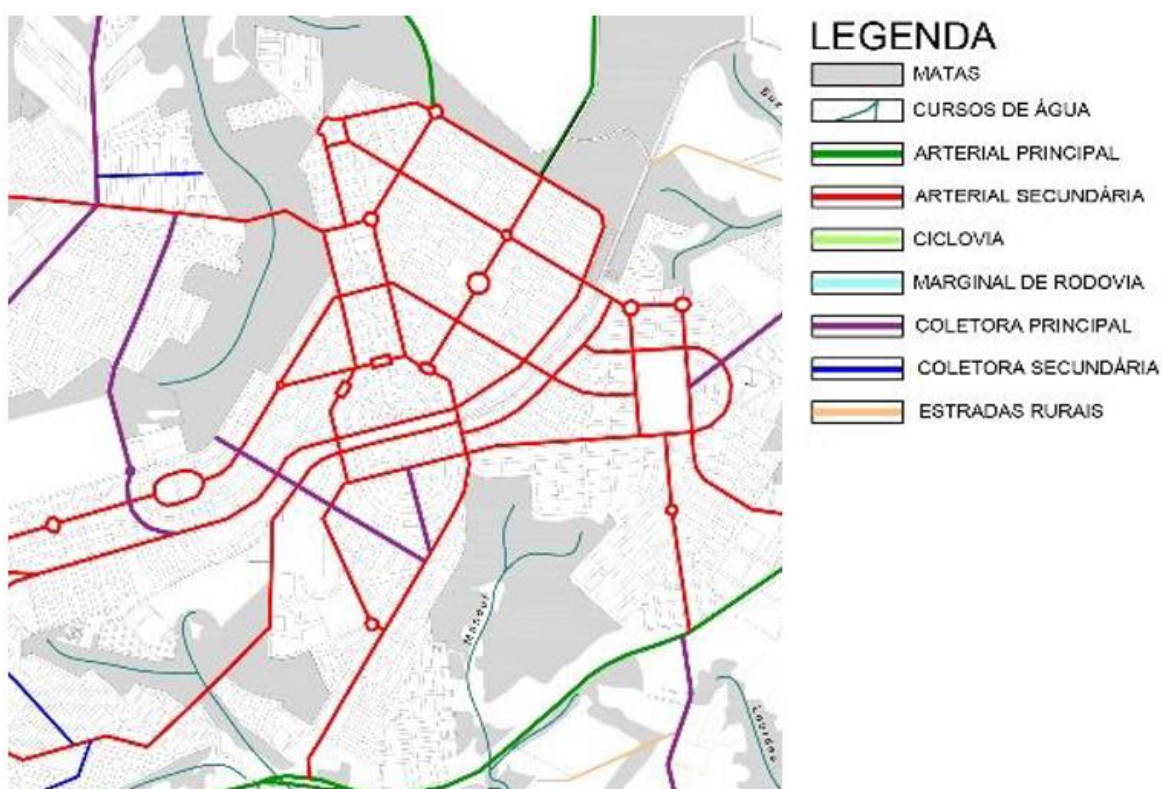 LEGENDA
MATAS
CURSOS DE ÁGUA
ARTERIAL PRINCIPAL
ARTERIAL SECUNDÁRIA
CICLOVIA
MARGINAL DE RODOVIA
COLETORA PRINCIPAL
COLETORA SECUNDÁRIA
ESTRADAS RURAIS